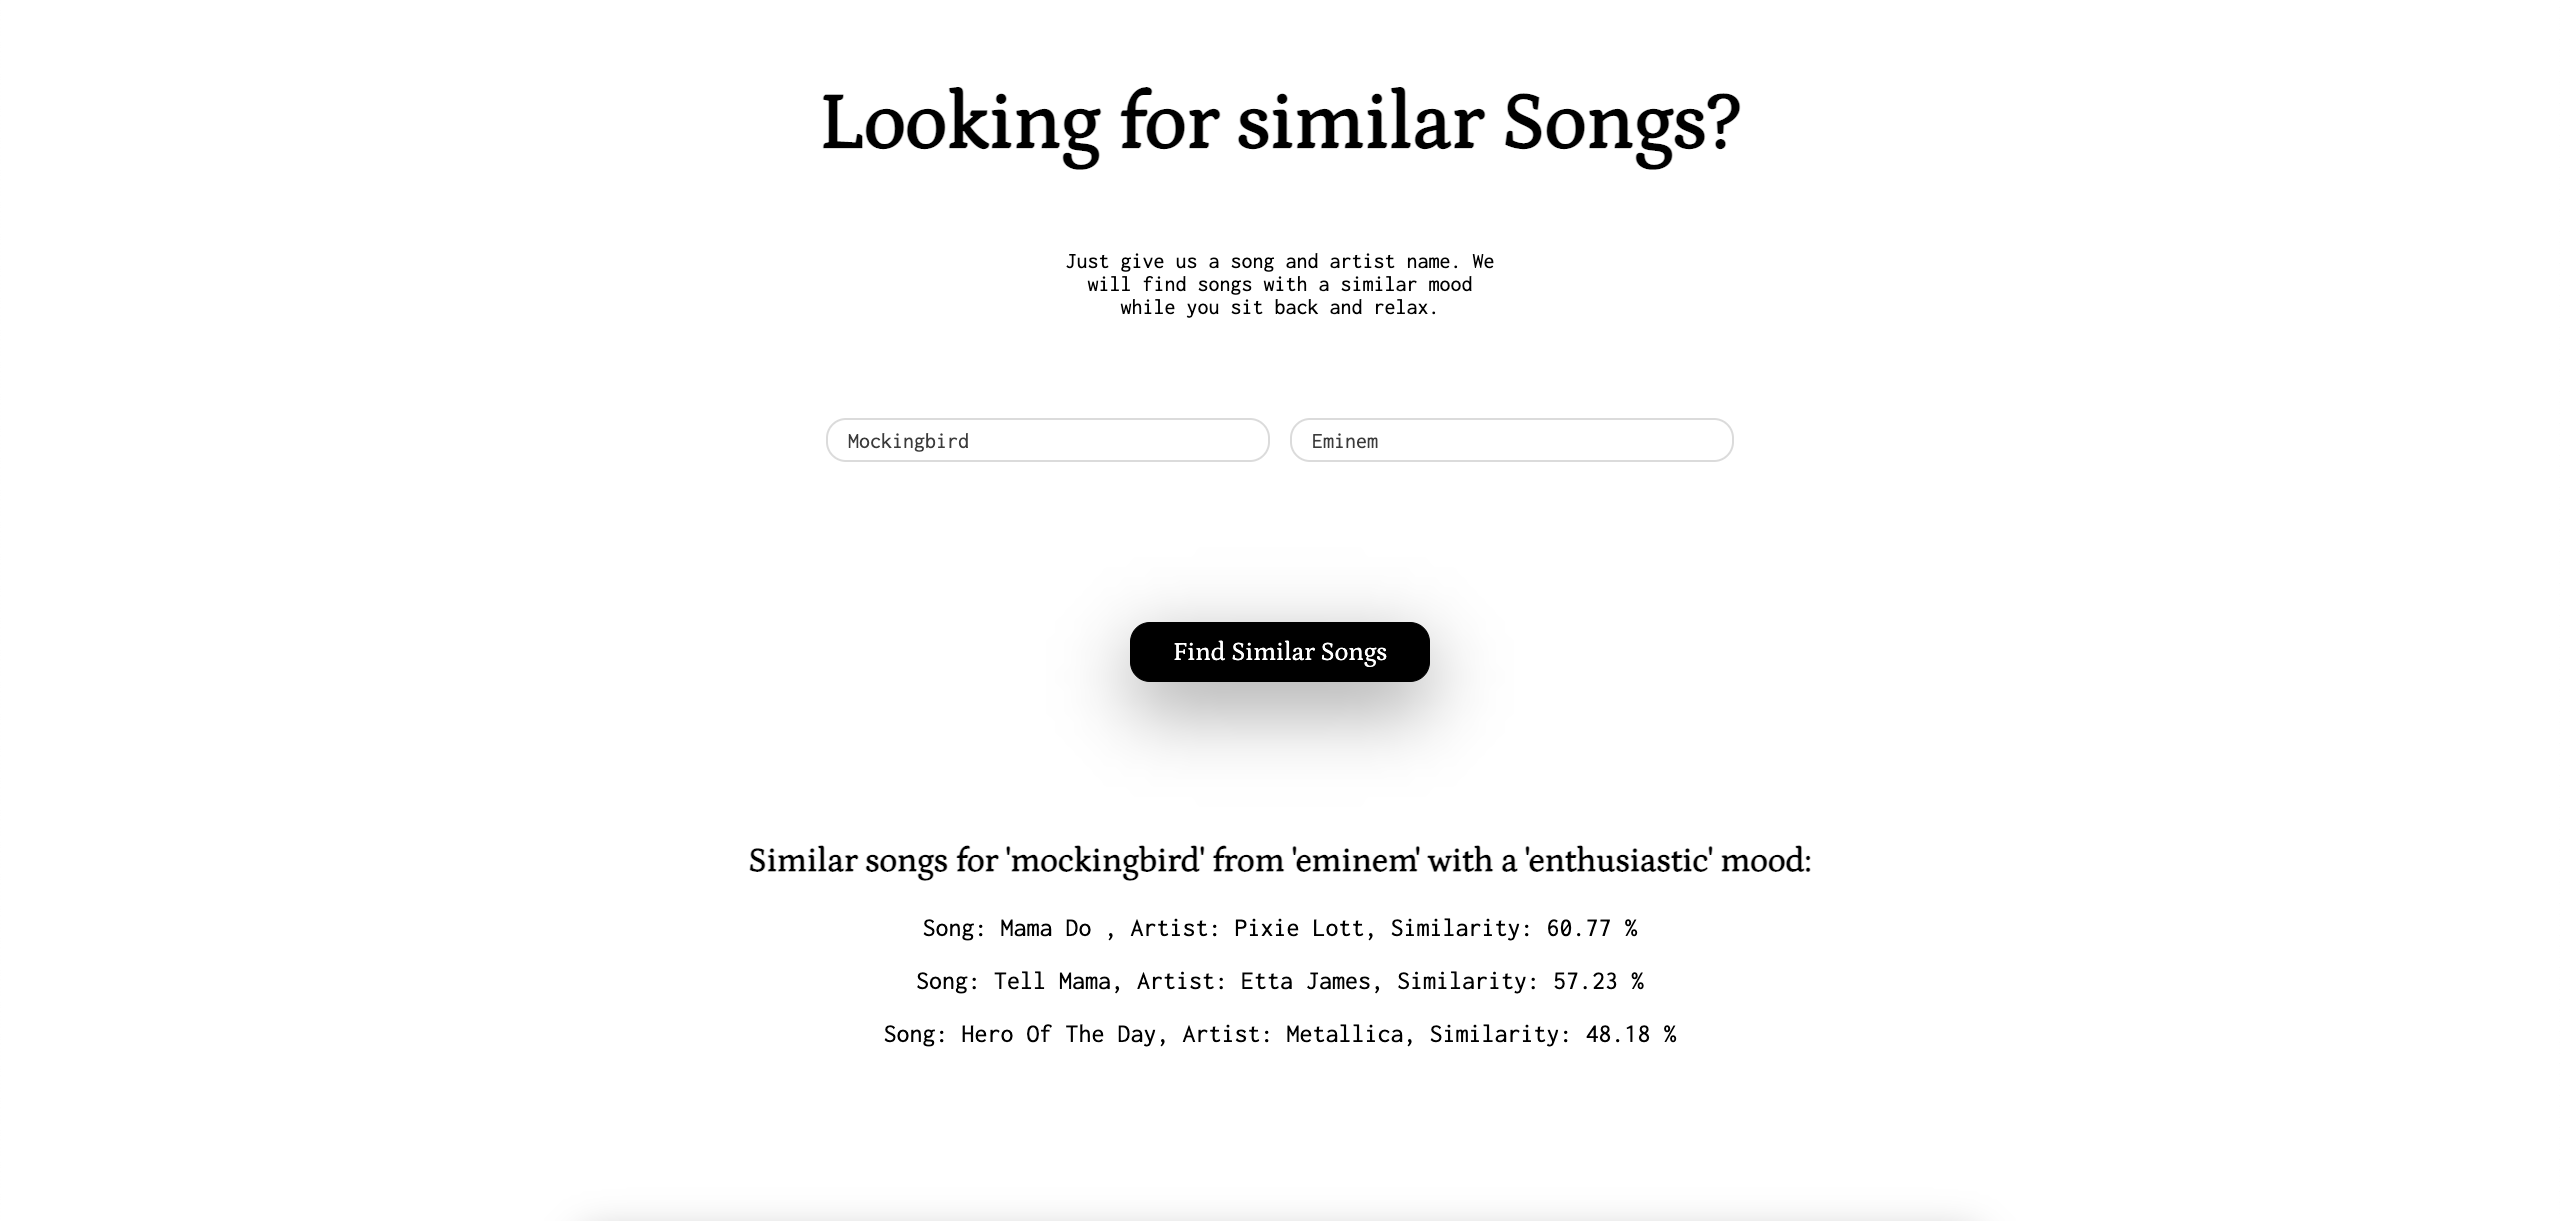 Looking for similar Songs?
Just give us a song and artist name. We
will find songs with a similar mood
while you sit back and relax.
Mockingbird
Eminem
Find Similar Songs
Similar songs for 'mockingbird' from 'eminem' with a 'enthusiastic' mood:
Song: Mama Do , Artist: Pixie Lott, Similarity: 60.77 %
Song: Tell Mama, Artist: Etta James, Similarity: 57.23 %
Song: Hero Of The Day, Artist: Metallica, Similarity: 48.18 %